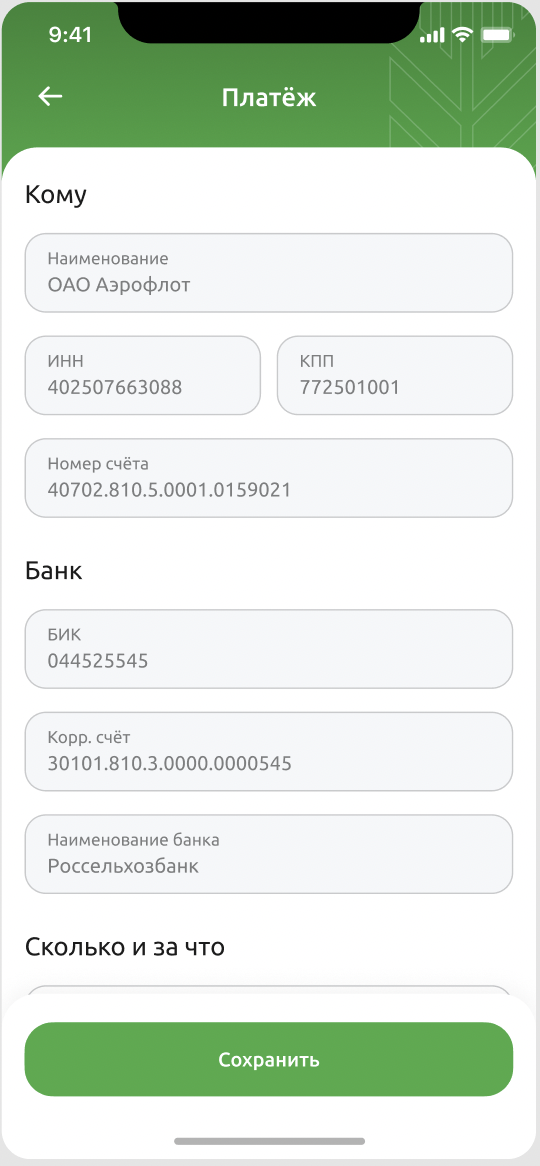 9:41
Платёж
Кому
Наименование
ОАО Аэрофлот
ИНН
402507663088
КПП
772501001
Номер счёта
40702.810.5.0001.0159021
Банк
БИК
044525545
Корр. счёт
30101.810.3.0000.0000545
Наименование банка
Россельхозбанк
Сколько и за что
Сохранить